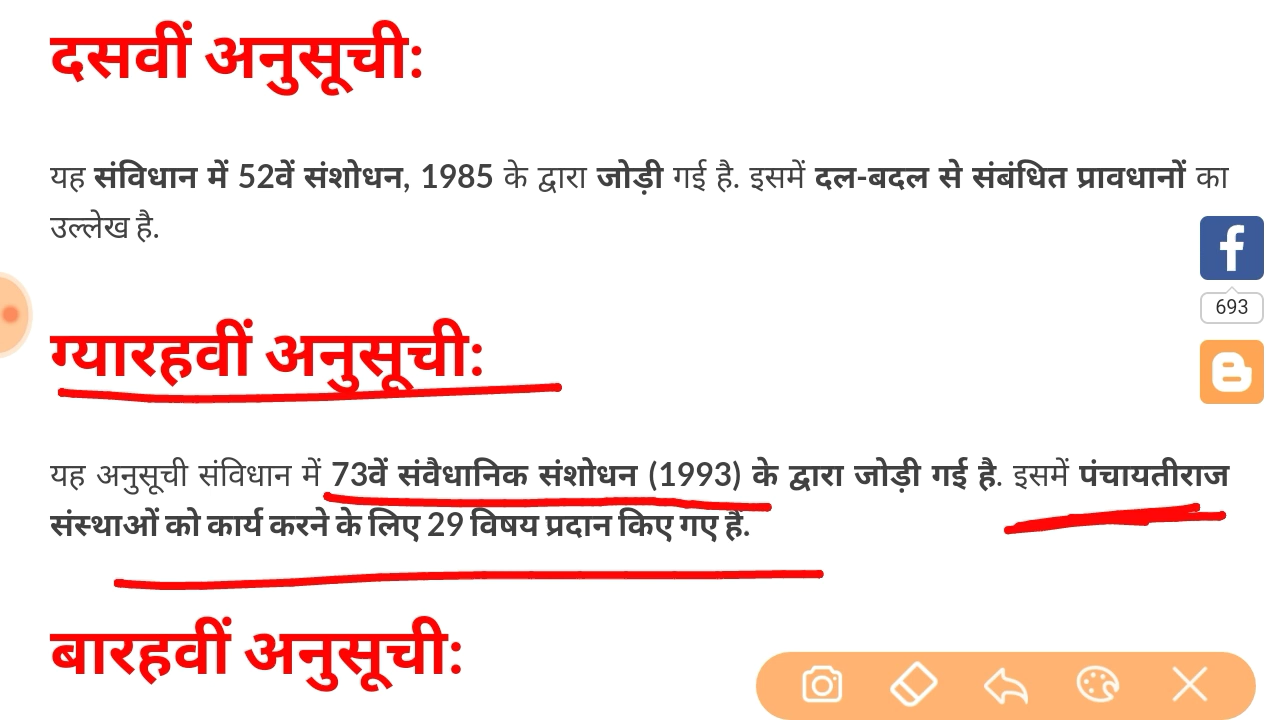 दसवीं अनुसूची:
यह संविधान में 52वें संशोधन, 1985 के द्वारा जोड़ी गई है. इसमें दल-बदल से संबंधित प्रावधानों का
उल्लेख है.
693
ग्यारहवीं अनुसूची:
यह अनुसूची संविधान में 73वें संवैधानिक संशोधन (1993) के द्वारा जोड़ी गई है. इसमें पंचायतीराज
संस्थाओं को कार्य करने के लिए 29 विषय प्रदान किए गए हैं.
बारहवीं अनुसूची: